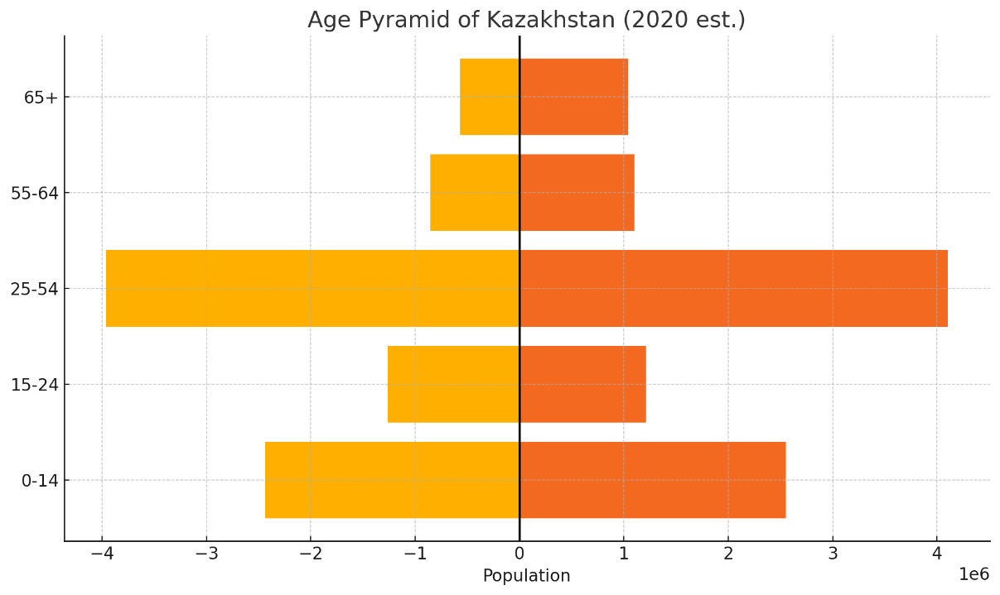 Age Pyramid of Kazakhstan (2020 est.)
65+
55-64
25-54
15-24
0-14
−4 −3 −2 −1 0 1 2 3 4
1e6
Population